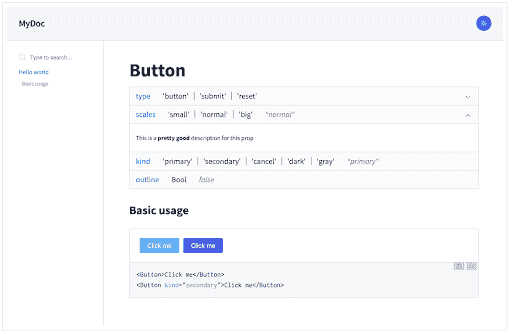 MyDoc
Type to search...
Hello world
Basic usage
Button
type 'button' | 'submit' | 'reset'
scales 'small' | 'normal' | 'big' "normal"
This is a pretty good description for this prop
kind 'primary' | 'secondary' | 'cancel' | 'dark' | 'gray' "primary"
outline Bool false
Basic usage
Click me Click me
<Button>Click me</Button>
<Button kind="secondary">Click me</Button>